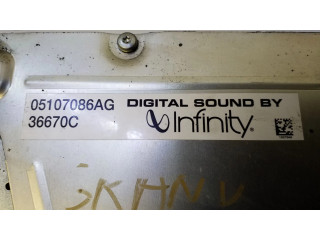 05107086AG DIGITAL SOUND BY
36670C Infinity®